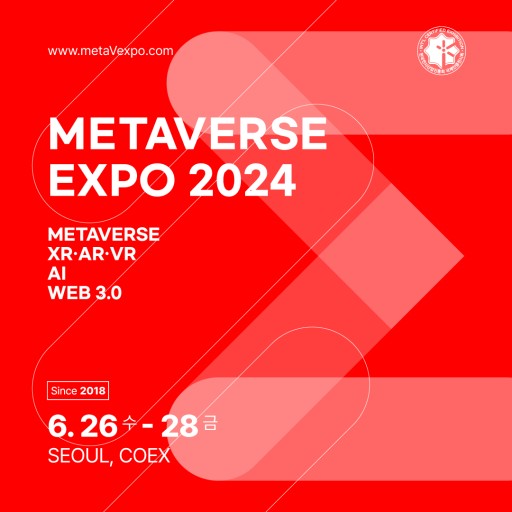 www.metaVexpo.com
METAVERSE
EXPO 2024
METAVERSE
XR·AR·VR
AI
WEB 3.0
Since 2018
6. 26 수 - 28 금
SEOUL, COEX